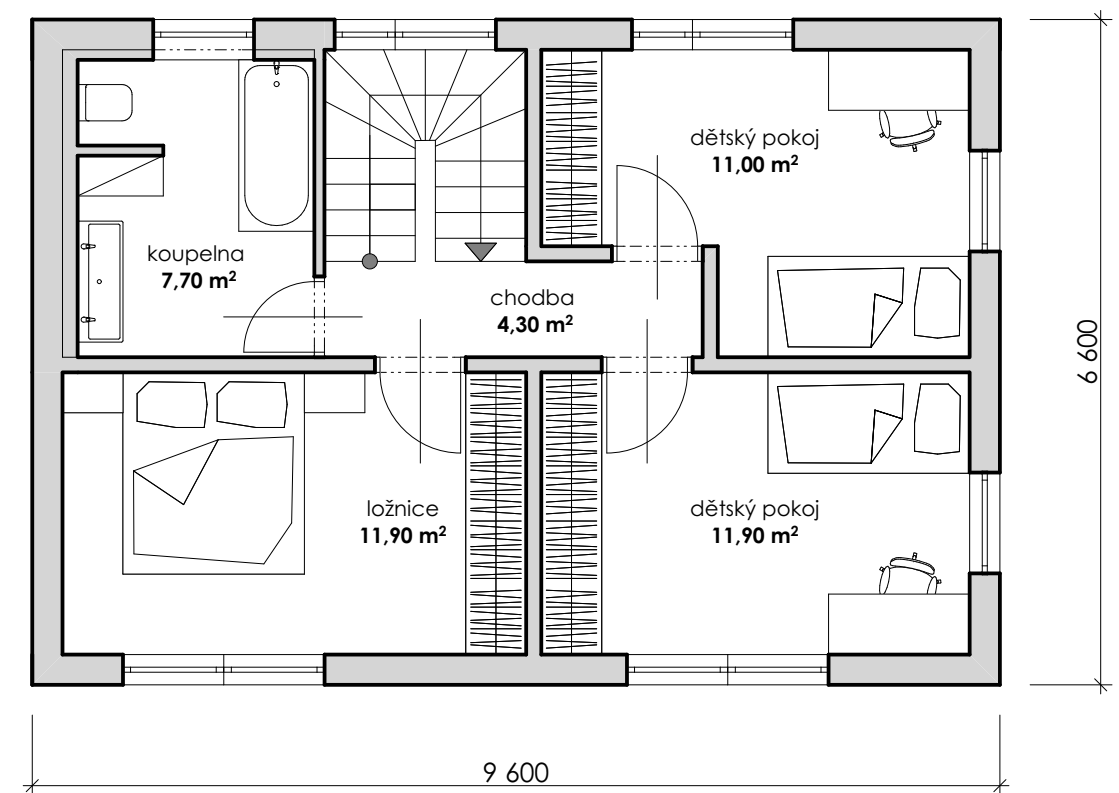 dětský pokoj
11,00 m²
koupelna
7,70 m²
chodba
4,30 m²
6 600
ložnice
11,90 m²
dětský pokoj
11,90 m²
9 600